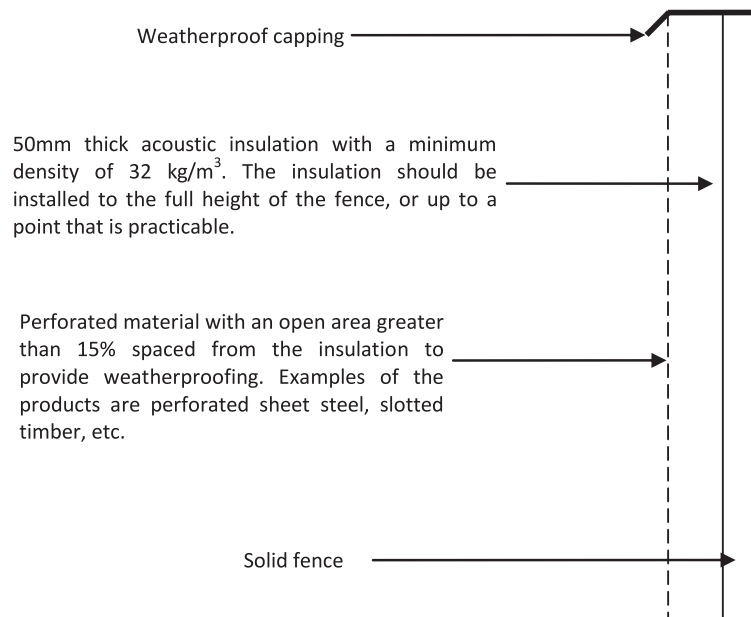 Weatherproof capping
50mm thick acoustic insulation with a minimum
density of 32 kg/m³. The insulation should be
installed to the full height of the fence, or up to a
point that is practicable.
Perforated material with an open area greater
than 15% spaced from the insulation to
provide weatherproofing. Examples of the
products are perforated sheet steel, slotted
timber, etc.
Solid fence